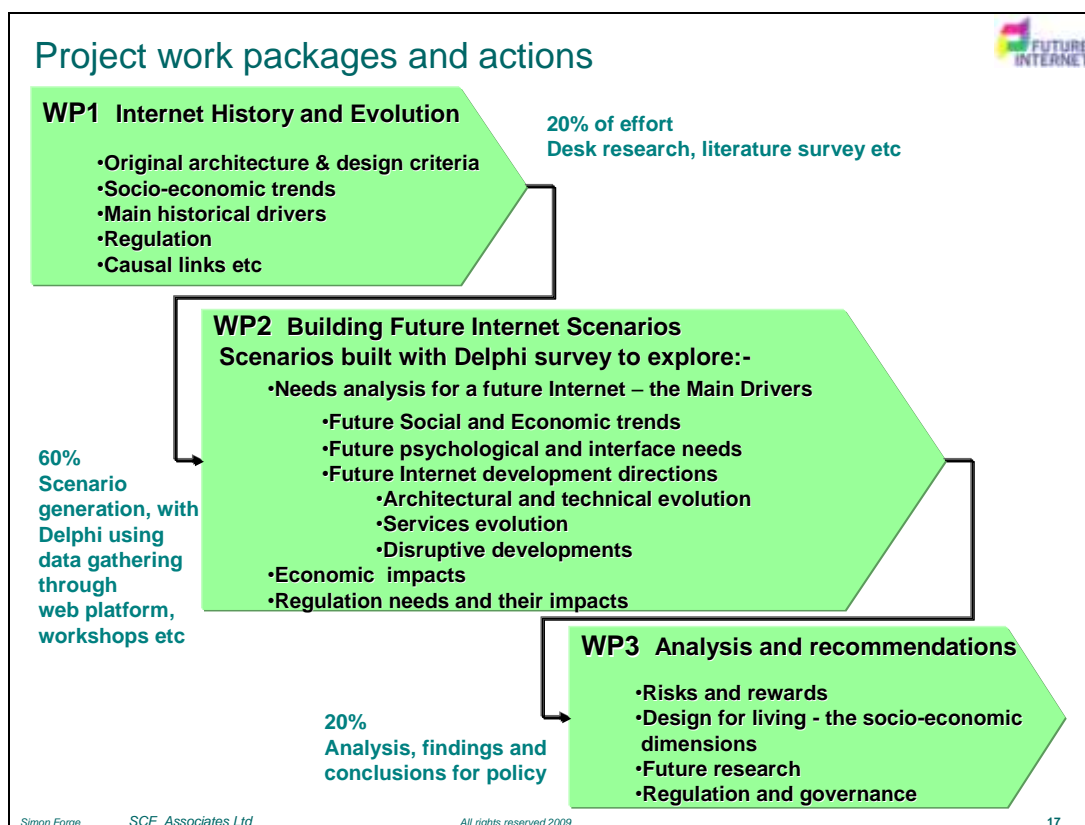 Project work packages and actions
FUTURE
INTERNET
WP1 Internet History and Evolution
•Original architecture & design criteria
•Socio-economic trends
•Main historical drivers
•Regulation
•Causal links etc
20% of effort
Desk research, literature survey etc
WP2 Building Future Internet Scenarios
Scenarios built with Delphi survey to explore:-
•Needs analysis for a future Internet – the Main Drivers
•Future Social and Economic trends
•Future psychological and interface needs
•Future Internet development directions
•Architectural and technical evolution
•Services evolution
•Disruptive developments
•Economic impacts
•Regulation needs and their impacts
60%
Scenario
generation, with
Delphi using
data gathering
through
web platform,
workshops etc
WP3 Analysis and recommendations
•Risks and rewards
•Design for living - the socio-economic
dimensions
•Future research
•Regulation and governance
20%
Analysis, findings and
conclusions for policy
Simon Forge SCF Associates Ltd All rights reserved 2009 17